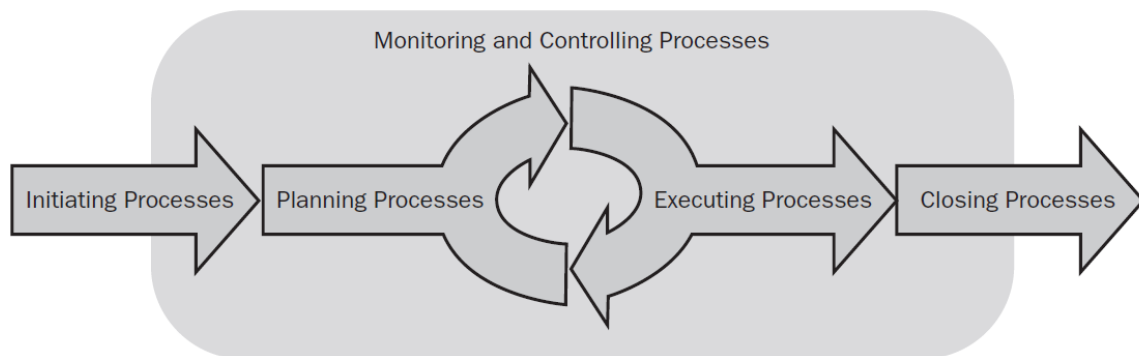 Monitoring and Controlling Processes
Initiating Processes
Planning Processes
Executing Processes
Closing Processes